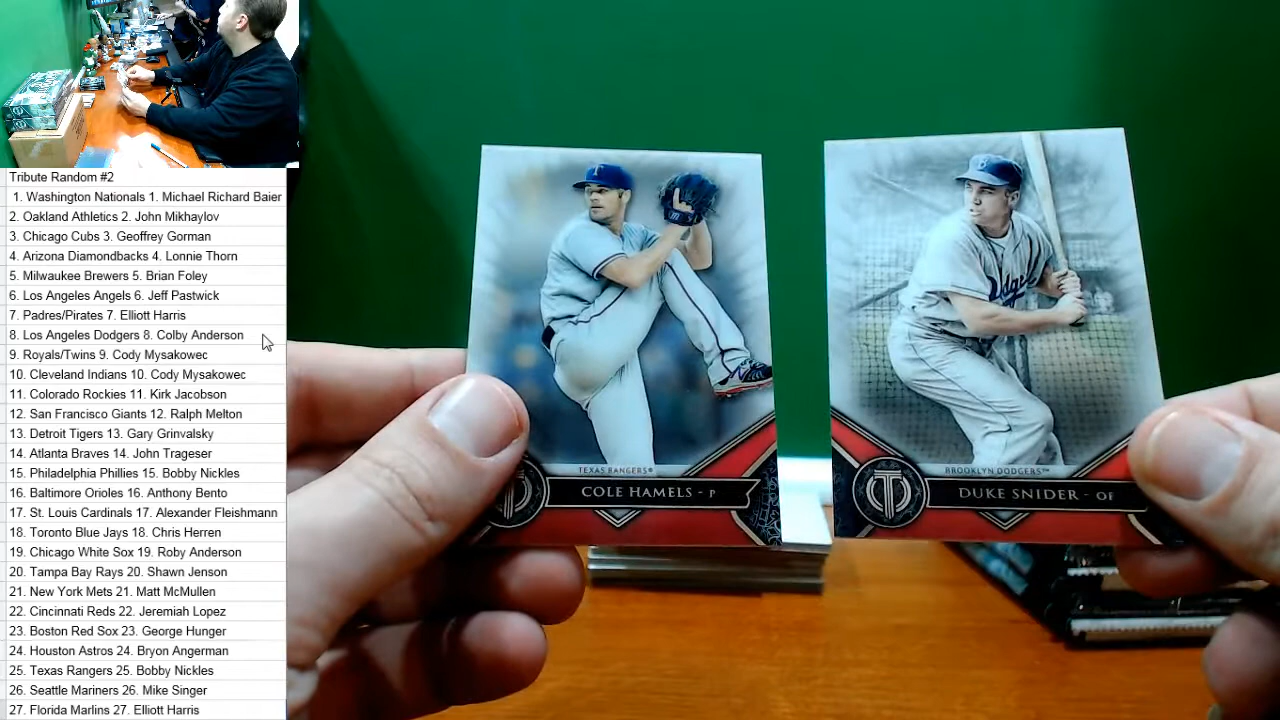 Tribute Random #2
1. Washington Nationals 1. Michael Richard Baier
2. Oakland Athletics 2. John Mikhaylov
3. Chicago Cubs 3. Geoffrey Gorman
4. Arizona Diamondbacks 4. Lonnie Thorn
5. Milwaukee Brewers 5. Brian Foley
6. Los Angeles Angels 6. Jeff Pastwick
7. Padres/Pirates 7. Elliott Harris
8. Los Angeles Dodgers 8. Colby Anderson
9. Royals/Twins 9. Cody Mysakowec
10. Cleveland Indians 10. Cody Mysakowec
11. Colorado Rockies 11. Kirk Jacobson
12. San Francisco Giants 12. Ralph Melton
13. Detroit Tigers 13. Gary Grinvalsky
14. Atlanta Braves 14. John Trageser
15. Philadelphia Phillies 15. Bobby Nickles
16. Baltimore Orioles 16. Anthony Bento
17. St. Louis Cardinals 17. Alexander Fleishmann
18. Toronto Blue Jays 18. Chris Herren
19. Chicago White Sox 19. Roby Anderson
20. Tampa Bay Rays 20. Shawn Jenson
21. New York Mets 21. Matt McMullen
22. Cincinnati Reds 22. Jeremiah Lopez
23. Boston Red Sox 23. George Hunger
24. Houston Astros 24. Bryon Angerman
25. Texas Rangers 25. Bobby Nickles
26. Seattle Mariners 26. Mike Singer
27. Florida Marlins 27. Elliott Harris
T
TEXAS RANGERS®
COLE HAMELS - P
B
Dodgers
BROOKLYN DODGERS™
DUKE SNIDER - OF